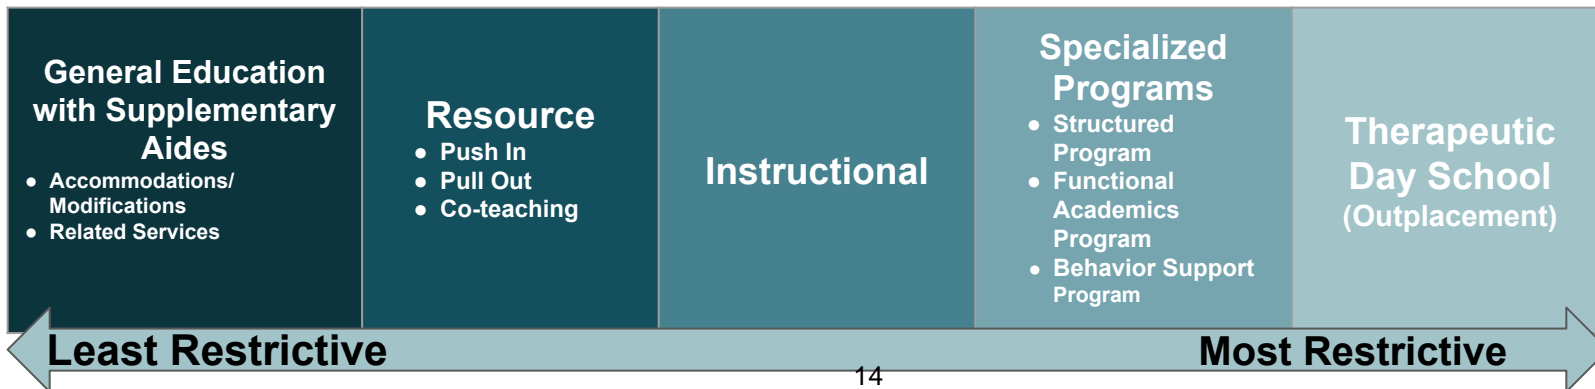 General Education
with Supplementary
Aides
● Accommodations/
Modifications
● Related Services
Resource
● Push In
● Pull Out
● Co-teaching
Instructional
Specialized
Programs
● Structured
Program
● Functional
Academics
Program
● Behavior Support
Program
Therapeutic
Day School
(Outplacement)
Least Restrictive
Most Restrictive
14